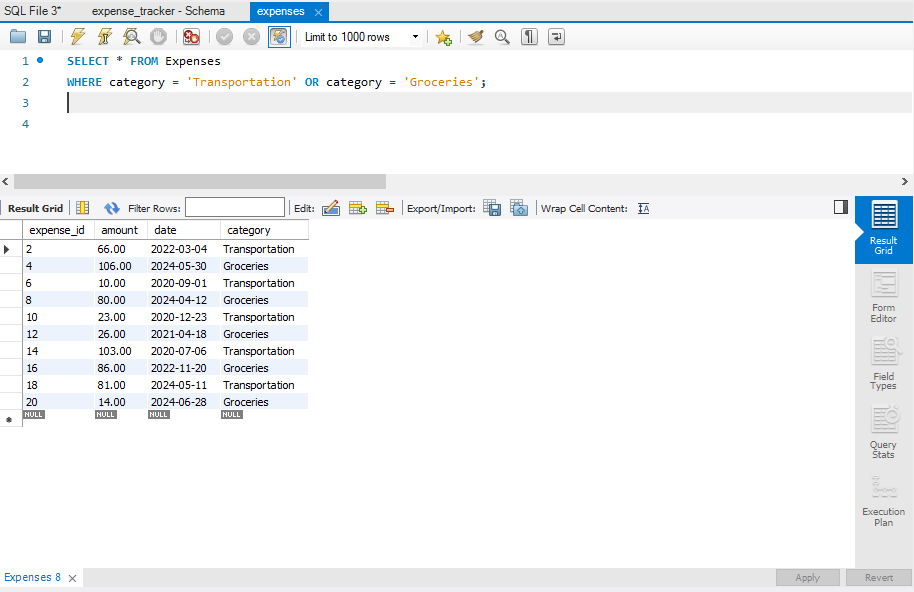 SQL File 3* expense_tracker - Schema expenses
Limit to 1000 rows
1 SELECT * FROM Expenses
2 WHERE category = 'Transportation' OR category = 'Groceries';
3
4
Result Grid Filter Rows: Edit: Export/Import: Wrap Cell Content:
expense_id amount date category
2 66.00 2022-03-04 Transportation
4 106.00 2024-05-30 Groceries
6 10.00 2020-09-01 Transportation
8 80.00 2024-04-12 Groceries
10 23.00 2020-12-23 Transportation
12 26.00 2021-04-18 Groceries
14 103.00 2020-07-06 Transportation
16 86.00 2022-11-20 Groceries
18 81.00 2024-05-11 Transportation
20 14.00 2024-06-28 Groceries
NULL NULL NULL NULL
Result
Grid
Form
Editor
Field
Types
Query
Stats
Execution
Plan
Expenses 8 Apply Revert